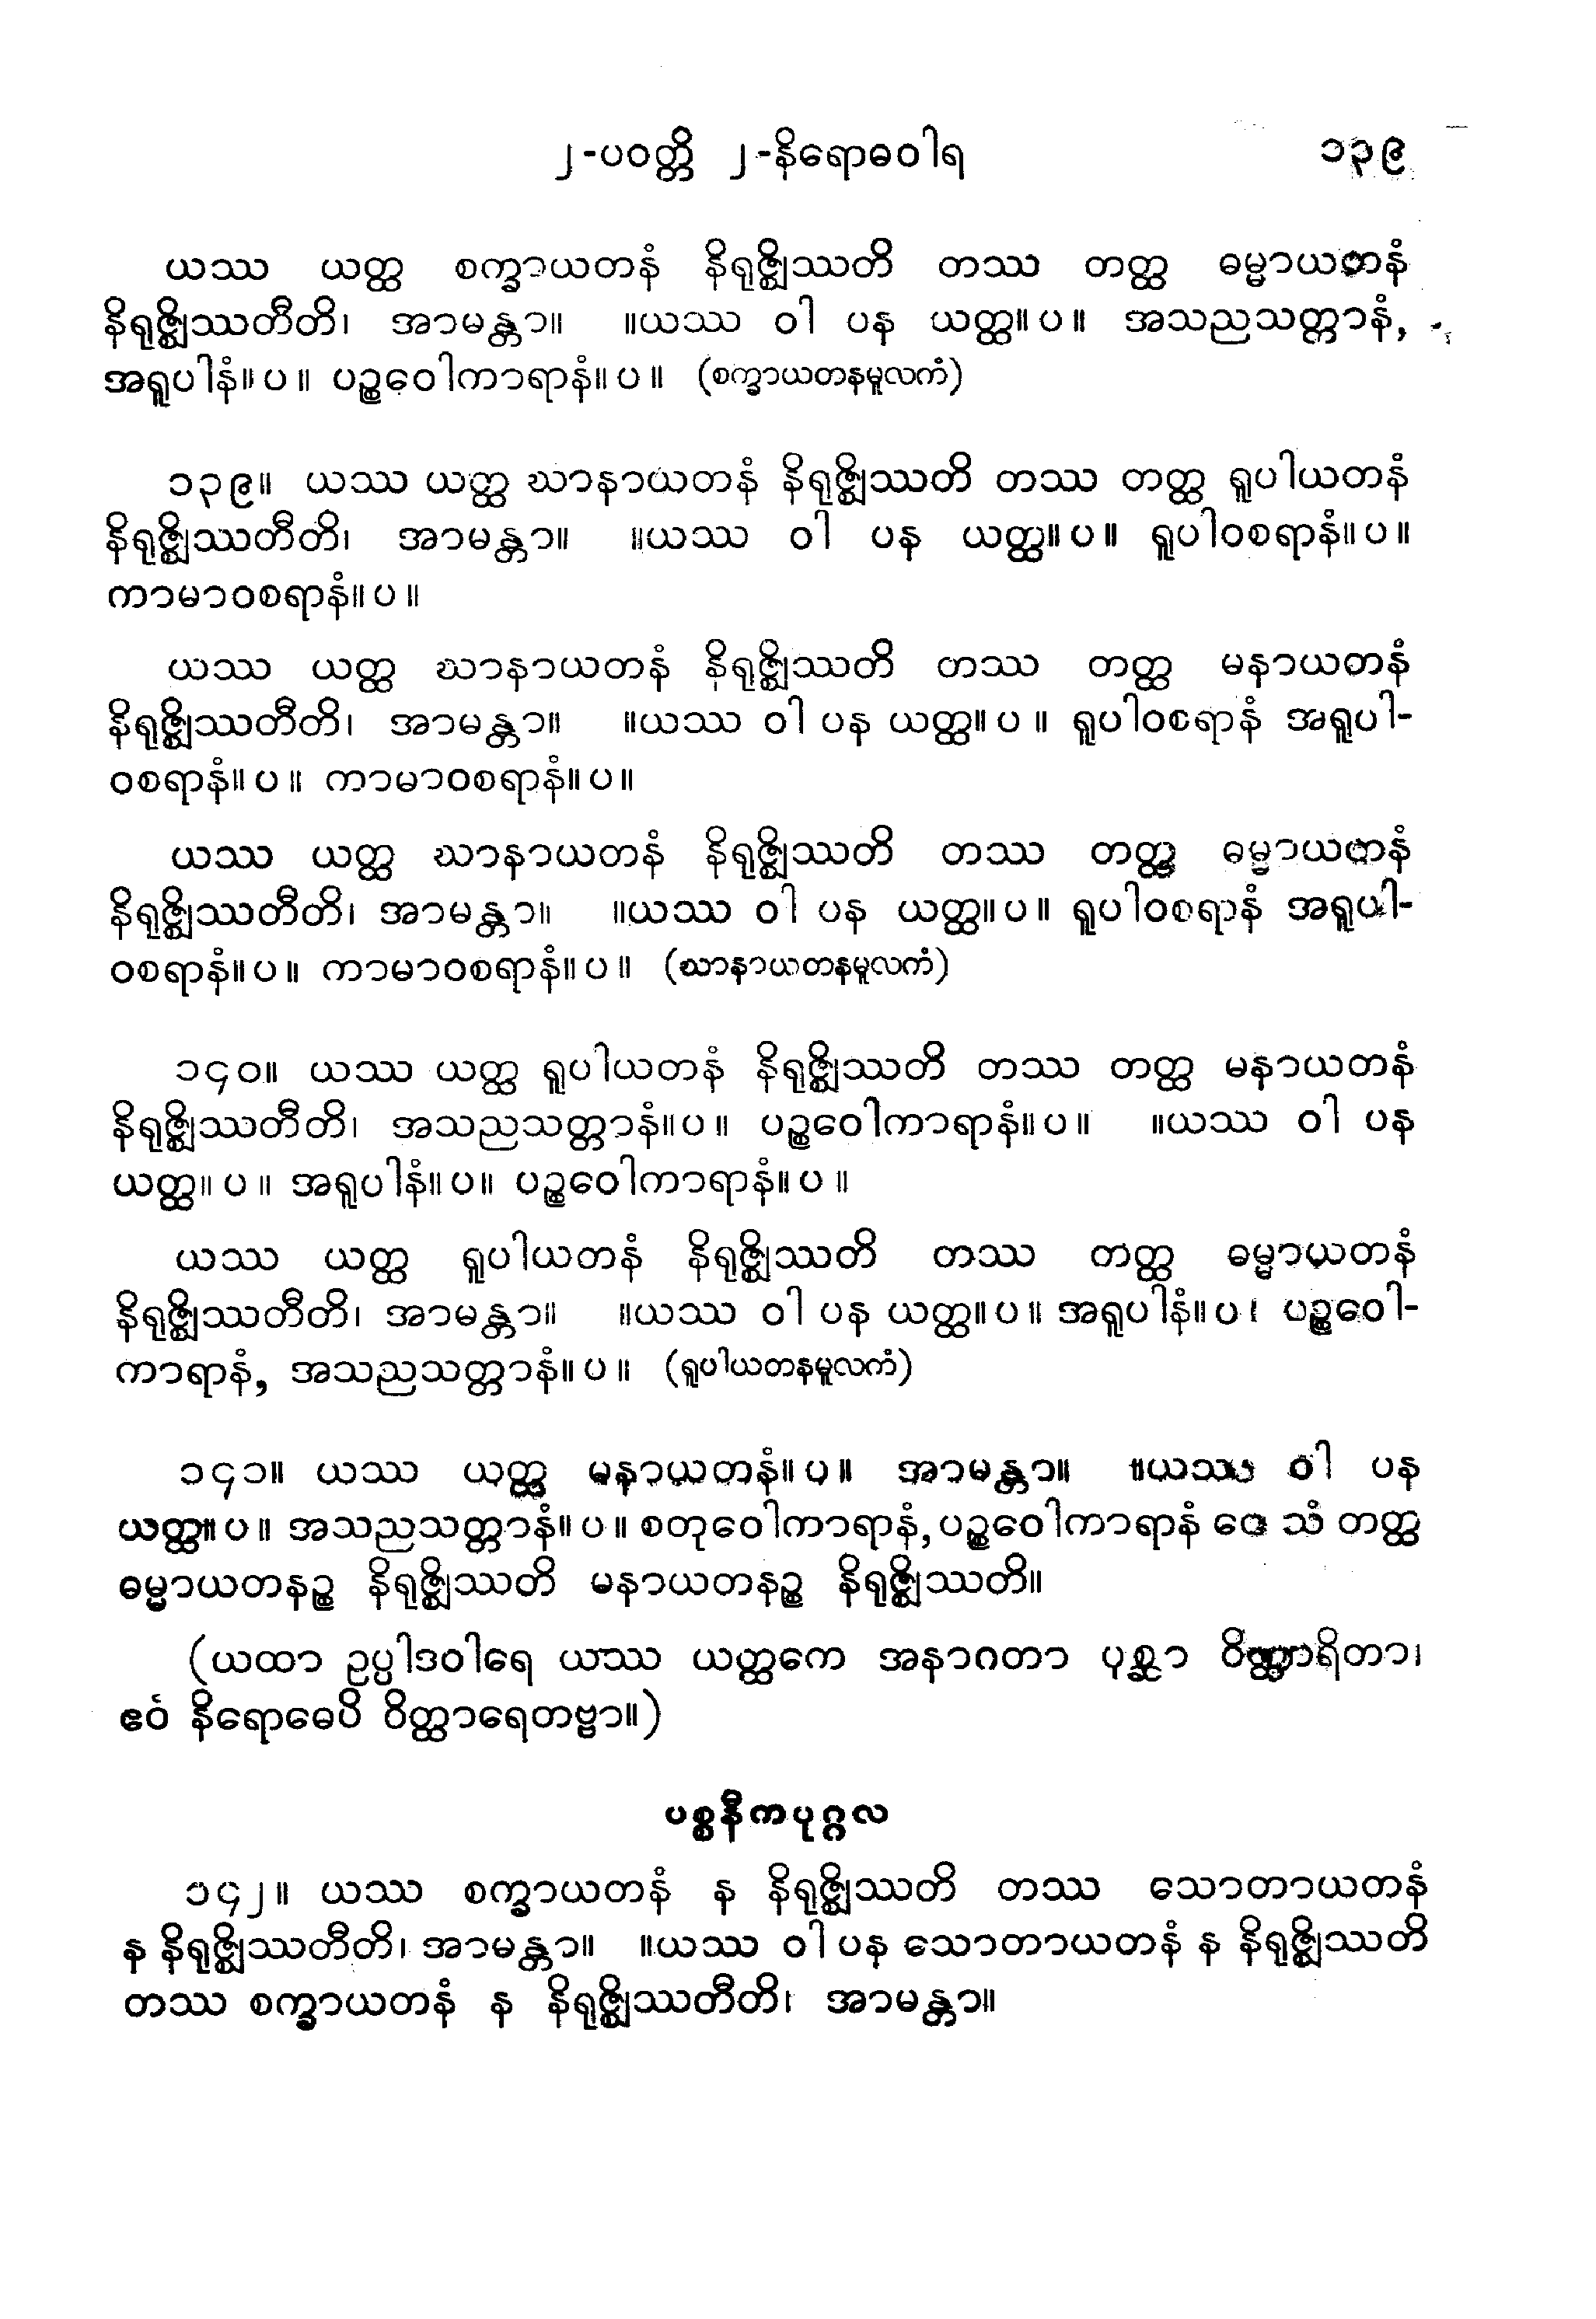 ၂-ပဝတ္တိ ၂-နိရောဓဝါရ ၁၃၉
ယဿ ယတ္ထ စက္ခာယတနံ နိရုဇ္ဈိဿတိ တဿ တတ္ထ ဓမ္မာယတနံ
နိရုဇ္ဈိဿတီတိ၊ အာမန္တာ။ ။ယဿ ဝါ ပန ယတ္ထ။ပ။ အသညသတ္တာနံ,
အရူပါနံ။ပ။ ပဉ္စဝေါကာရာနံ။ပ။ (စက္ခာယတနမူလကံ)
၁၃၉။ ယဿ ယတ္ထ ဃာနာယတနံ နိရုဇ္ဈိဿတိ တဿ တတ္ထ ရူပါယတနံ
နိရုဇ္ဈိဿတီတိ၊ အာမန္တာ။ ။ယဿ ဝါ ပန ယတ္ထ။ပ။ ရူပါဝစရာနံ။ပ။
ကာမာဝစရာနံ။ပ။
ယဿ ယတ္ထ ဃာနာယတနံ နိရုဇ္ဈိဿတိ တဿ တတ္ထ မနာယတနံ
နိရုဇ္ဈိဿတီတိ၊ အာမန္တာ။ ။ယဿ ဝါ ပန ယတ္ထ။ပ။ ရူပါဝစရာနံ အရူပါ-
ဝစရာနံ။ပ။ ကာမာဝစရာနံ။ပ။
ယဿ ယတ္ထ ဃာနာယတနံ နိရုဇ္ဈိဿတိ တဿ တတ္ထ ဓမ္မာယတနံ
နိရုဇ္ဈိဿတီတိ၊ အာမန္တာ။ ။ယဿ ဝါ ပန ယတ္ထ။ပ။ ရူပါဝစရာနံ အရူပါ-
ဝစရာနံ။ပ။ ကာမာဝစရာနံ။ပ။ (ဃာနာယတနမူလကံ)
၁၄၀။ ယဿ ယတ္ထ ရူပါယတနံ နိရုဇ္ဈိဿတိ တဿ တတ္ထ မနာယတနံ
နိရုဇ္ဈိဿတီတိ၊ အသညသတ္တာနံ။ပ။ ပဉ္စဝေါကာရာနံ။ပ။ ။ယဿ ဝါ ပန
ယတ္ထ။ပ။ အရူပါနံ။ပ။ ပဉ္စဝေါကာရာနံ။ပ။
ယဿ ယတ္ထ ရူပါယတနံ နိရုဇ္ဈိဿတိ တဿ တတ္ထ ဓမ္မာယတနံ
နိရုဇ္ဈိဿတီတိ၊ အာမန္တာ။ ။ယဿ ဝါ ပန ယတ္ထ။ပ။ အရူပါနံ။ပ။ ပဉ္စဝေါ-
ကာရာနံ, အသညသတ္တာနံ။ပ။ (ရူပါယတနမူလကံ)
၁၄၁။ ယဿ ယတ္ထ မနာယတနံ။ပ။ အာမန္တာ။ ။ယဿ ဝါ ပန
ယတ္ထ။ပ။ အသညသတ္တာနံ။ပ။ စတုဝေါကာရာနံ, ပဉ္စဝေါကာရာနံ တေသံ တတ္ထ
ဓမ္မာယတနဉ္စ နိရုဇ္ဈိဿတိ မနာယတနဉ္စ နိရုဇ္ဈိဿတိ။
(ယထာ ဥပ္ပါဒဝါရေ ယဿ ယတ္ထကေ အနာဂတာ ပုစ္ဆာ ဝိတ္ထာရိတာ၊
ဧဝံ နိရောဓေပိ ဝိတ္ထာရေတဗ္ဗာ။)
ပစ္စနီကပုဂ္ဂလ
၁၄၂။ ယဿ စက္ခာယတနံ န နိရုဇ္ဈိဿတိ တဿ သောတာယတနံ
န နိရုဇ္ဈိဿတီတိ၊ အာမန္တာ။ ။ယဿ ဝါ ပန သောတာယတနံ န နိရုဇ္ဈိဿတိ
တဿ စက္ခာယတနံ န နိရုဇ္ဈိဿတီတိ၊ အာမန္တာ။